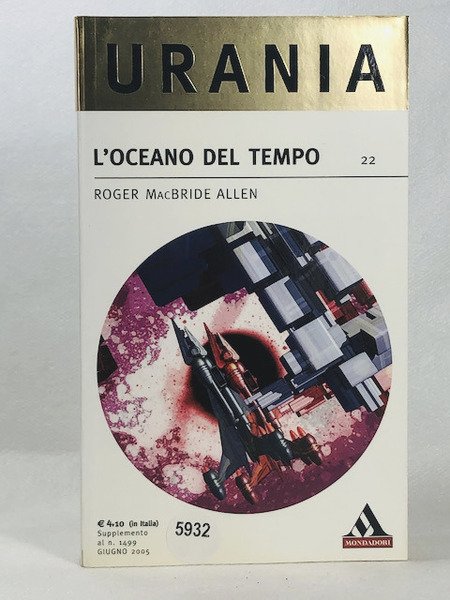 URANIA
L'OCEANO DEL TEMPO 22
ROGER MACBRIDE ALLEN
€ 4,10 (in Italia)
Supplemento
al n. 1499
GIUGNO 2005
5932
MONDADORI